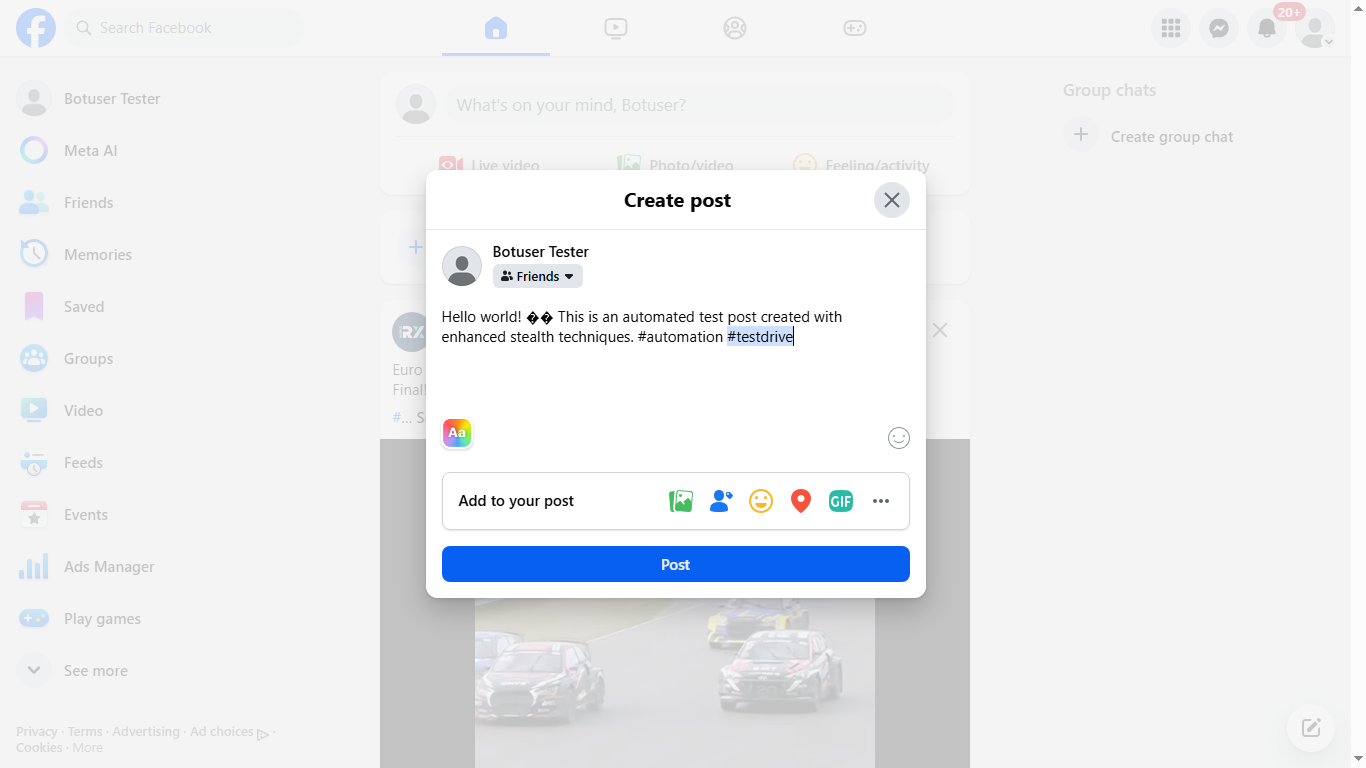 Search Facebook
20+
Botuser Tester
Meta AI
Friends
Memories
Saved
Groups
Video
Feeds
Events
Ads Manager
Play games
See more
Privacy · Terms · Advertising · Ad choices ·
Cookies · More
What's on your mind, Botuser?
Live video
Photo/video
Feeling/activity
Create post
Botuser Tester
Friends
Hello world! �� This is an automated test post created with
enhanced stealth techniques. #automation #testdrive
Aa
Add to your post
GIF
Post
RX
Euro
Final!
#... S
Group chats
Create group chat